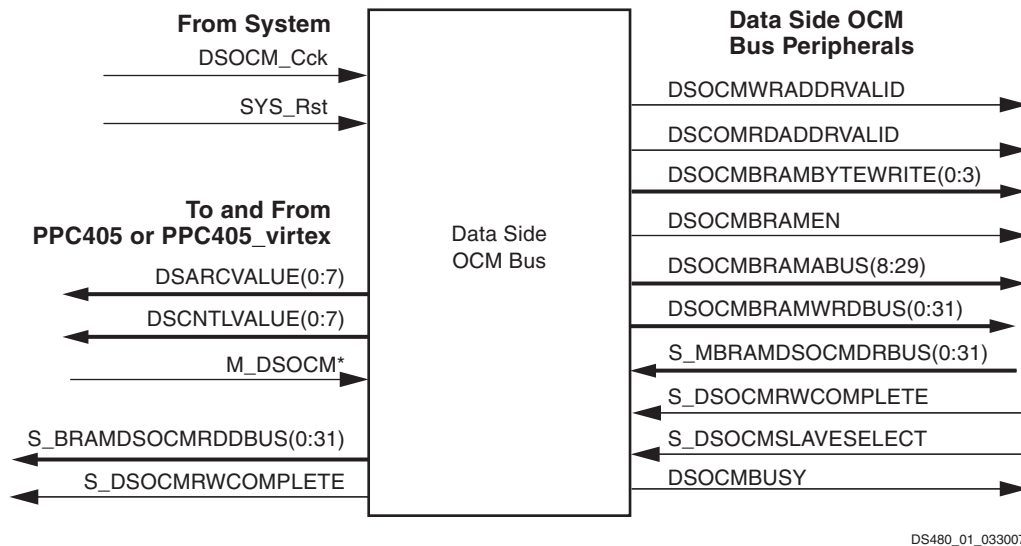 From System
DSOCM_Cck
SYS_Rst
To and From
PPC405 or PPC405_virtex
DSARCVALUE(0:7)
DSCNTLVALUE(0:7)
M_DSOCM*
S_BRAMDSOCMRDDBUS(0:31)
S_DSOCMRWCOMPLETE
Data Side
OCM Bus
Data Side OCM
Bus Peripherals
DSOCMWRADDRVALID
DSCOMRDADDRVALID
DSOCMBRAMBYTEWRITE(0:3)
DSOCMBRAMEN
DSOCMBRAMABUS(8:29)
DSOCMBRAMWRDBUS(0:31)
S_MBRAMDSOCMDRBUS(0:31)
S_DSOCMRWCOMPLETE
S_DSOCMSLAVESELECT
DSOCMBUSY
DS480_01_033007